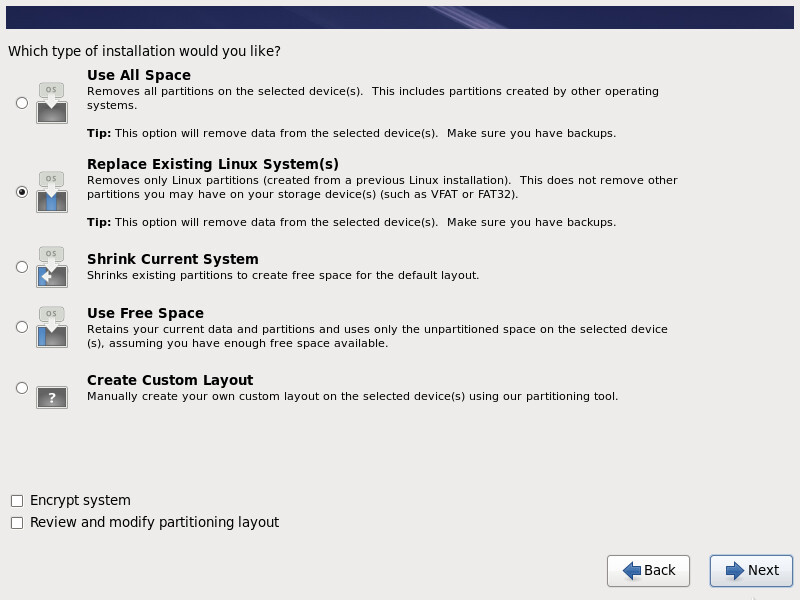 Which type of installation would you like?
Use All Space
OS
Removes all partitions on the selected device(s).  This includes partitions created by other operating
systems.
Tip: This option will remove data from the selected device(s).  Make sure you have backups.
Replace Existing Linux System(s)
OS
Removes only Linux partitions (created from a previous Linux installation).  This does not remove other
partitions you may have on your storage device(s) (such as VFAT or FAT32).
Tip: This option will remove data from the selected device(s).  Make sure you have backups.
OS
Shrink Current System
Shrinks existing partitions to create free space for the default layout.
OS
Use Free Space
Retains your current data and partitions and uses only the unpartitioned space on the selected device
(s), assuming you have enough free space available.
Create Custom Layout
?
Manually create your own custom layout on the selected device(s) using our partitioning tool.
Encrypt system
Review and modify partitioning layout
Back
Next